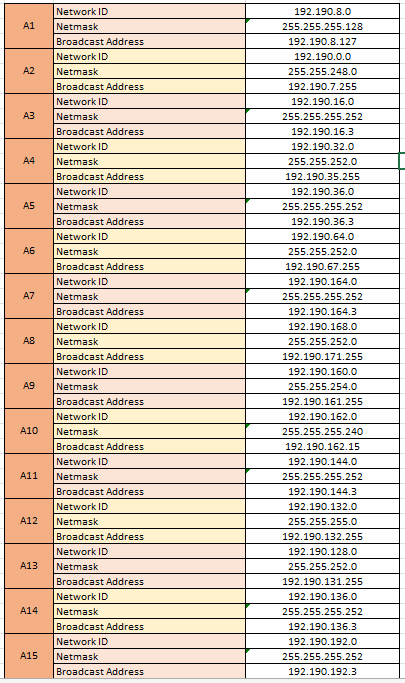 A1 Network ID 192.190.8.0
Netmask 255.255.255.128
Broadcast Address 192.190.8.127
A2 Network ID 192.190.0.0
Netmask 255.255.248.0
Broadcast Address 192.190.7.255
A3 Network ID 192.190.16.0
Netmask 255.255.255.252
Broadcast Address 192.190.16.3
A4 Network ID 192.190.32.0
Netmask 255.255.252.0
Broadcast Address 192.190.35.255
A5 Network ID 192.190.36.0
Netmask 255.255.255.252
Broadcast Address 192.190.36.3
A6 Network ID 192.190.64.0
Netmask 255.255.252.0
Broadcast Address 192.190.67.255
A7 Network ID 192.190.164.0
Netmask 255.255.255.252
Broadcast Address 192.190.164.3
A8 Network ID 192.190.168.0
Netmask 255.255.252.0
Broadcast Address 192.190.171.255
A9 Network ID 192.190.160.0
Netmask 255.255.254.0
Broadcast Address 192.190.161.255
A10 Network ID 192.190.162.0
Netmask 255.255.255.240
Broadcast Address 192.190.162.15
A11 Network ID 192.190.144.0
Netmask 255.255.255.252
Broadcast Address 192.190.144.3
A12 Network ID 192.190.132.0
Netmask 255.255.255.0
Broadcast Address 192.190.132.255
A13 Network ID 192.190.128.0
Netmask 255.255.252.0
Broadcast Address 192.190.131.255
A14 Network ID 192.190.136.0
Netmask 255.255.255.252
Broadcast Address 192.190.136.3
A15 Network ID 192.190.192.0
Netmask 255.255.255.252
Broadcast Address 192.190.192.3